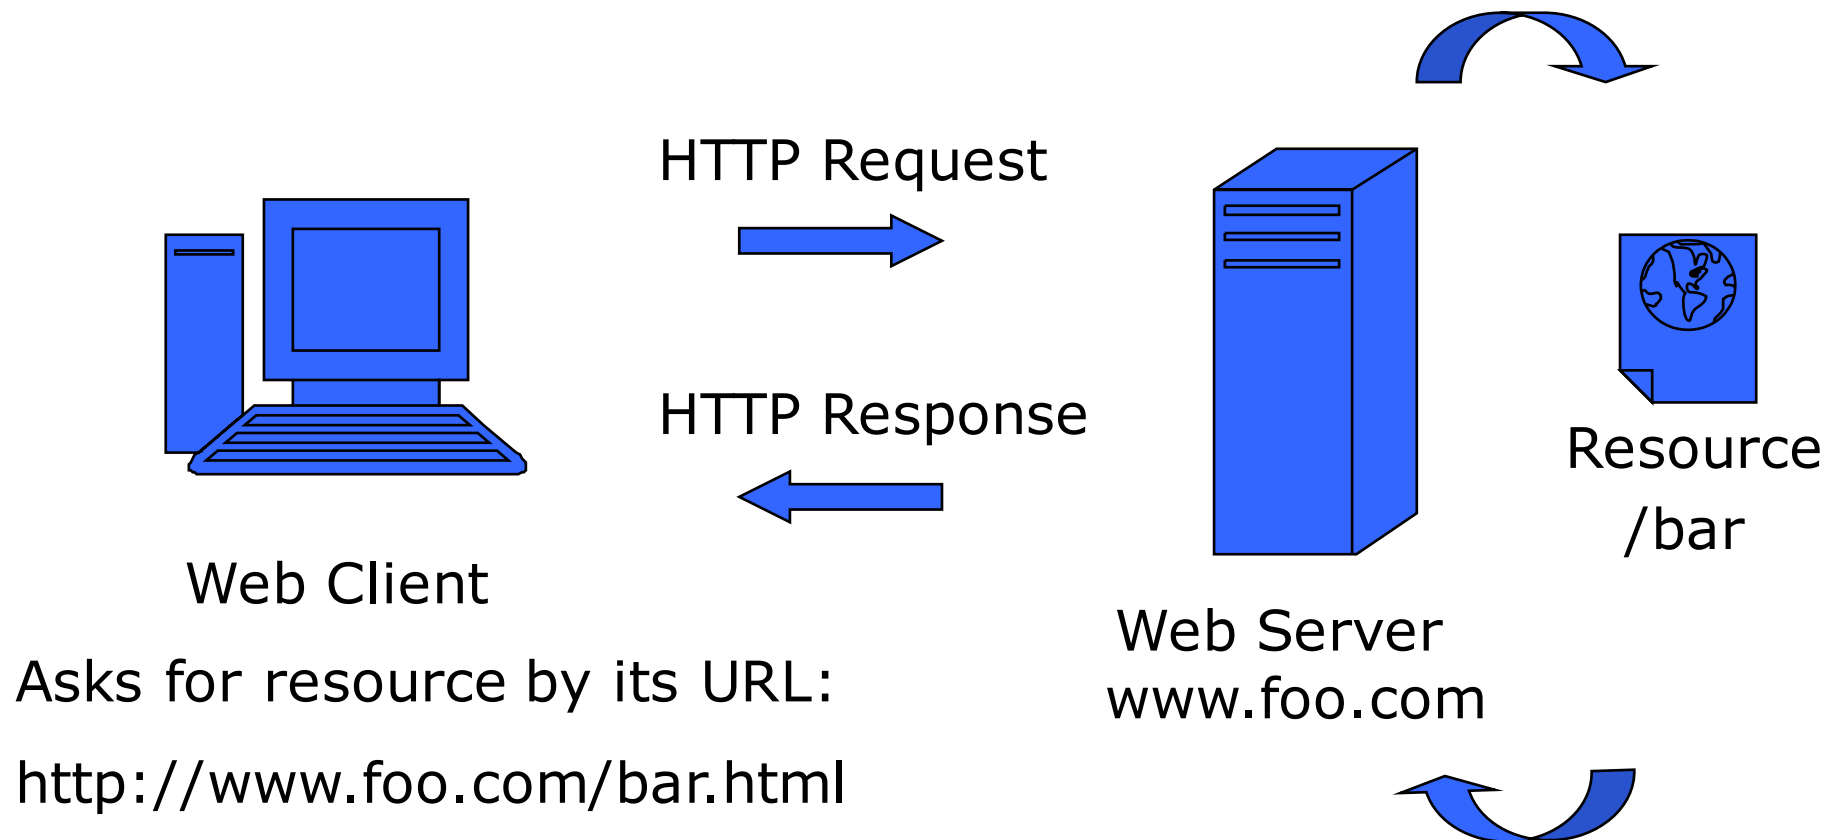 HTTP Request
HTTP Response
Web Client
Asks for resource by its URL:
http://www.foo.com/bar.html
Web Server
www.foo.com
Resource
/bar